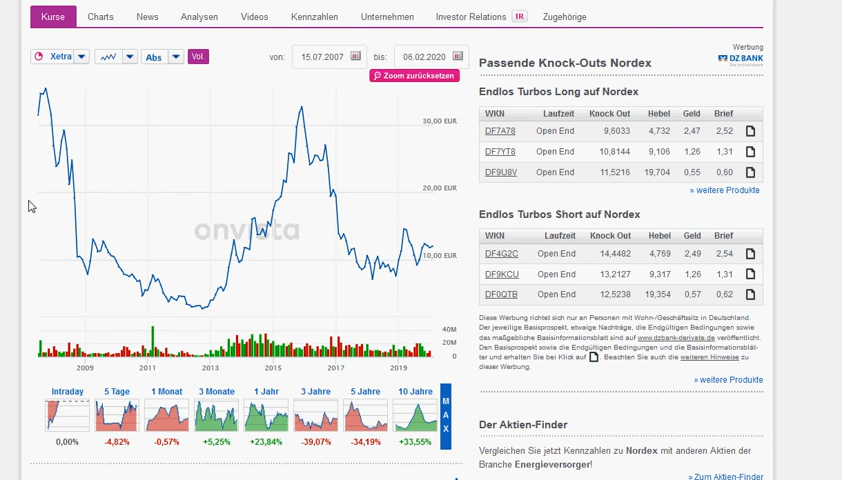 Kurse Charts News Analysen Videos Kennzahlen Unternehmen Investor Relations IR Zugehörige
Xetra Abs Vol. von: 15.07.2007 bis: 06.02.2020
Zoom zurücksetzen
30,00 EUR
20,00 EUR
10,00 EUR
onvista
40M
20M
0
2009 2011 2013 2015 2017 2019
Intraday 5 Tage 1 Monat 3 Monate 1 Jahr 3 Jahre 5 Jahre 10 Jahre
MAX
0,00% -4,82% -0,57% +5,25% +23,84% -39,07% -34,19% +33,55%
Werbung
DZ BANK
Passende Knock-Outs Nordex
Endlos Turbos Long auf Nordex
WKN Laufzeit Knock Out Hebel Geld Brief
DF7A78 Open End 9,6033 4,732 2,47 2,52
DF7YT8 Open End 10,8144 9,106 1,26 1,31
DF9U8V Open End 11,5216 19,704 0,55 0,60
» weitere Produkte
Endlos Turbos Short auf Nordex
WKN Laufzeit Knock Out Hebel Geld Brief
DF4G2C Open End 14,4482 4,769 2,49 2,54
DF9KCU Open End 13,2127 9,317 1,26 1,31
DF0QTB Open End 12,5238 19,354 0,57 0,62
Diese Werbung richtet sich nur an Personen mit Wohn-/Geschäftssitz in Deutschland.
Der jeweilige Basisprospekt, etwaige Nachträge, die Endgültigen Bedingungen sowie
das maßgebliche Basisinformationsblatt sind auf www.dzbank-derivate.de veröffentlicht.
Den Basisprospekt sowie die Endgültigen Bedingungen und die Basisinformationsblät-
ter und erhalten Sie bei Klick auf Beachten Sie auch die weiteren Hinweise zu
dieser Werbung.
» weitere Produkte
Der Aktien-Finder
Vergleichen Sie jetzt Kennzahlen zu Nordex mit anderen Aktien der
Branche Energieversorger!
» Zum Aktien-Finder